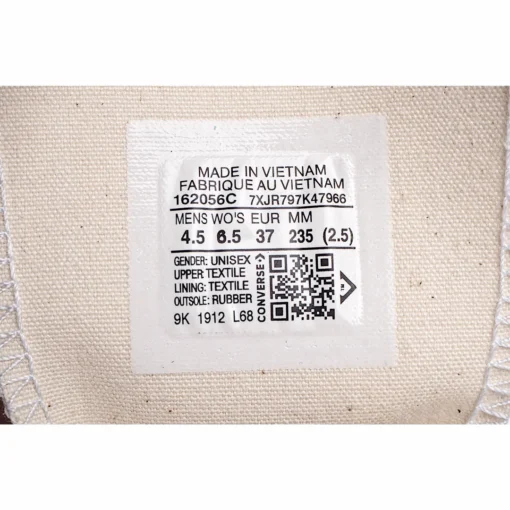 MADE IN VIETNAM
FABRIQUE AU VIETNAM
162056C 7XJR797K47966
MENS WO'S EUR MM
4.5 6.5 37 235 (2.5)
GENDER: UNISEX
UPPER: TEXTILE
LINING: TEXTILE
OUTSOLE: RUBBER
9K 1912 L68
CONVERSE
TM